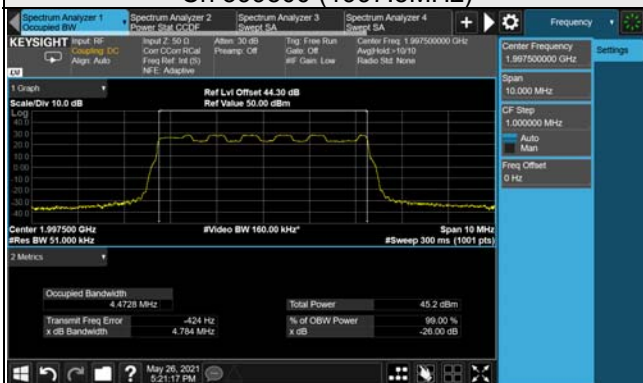 Spectrum Analyzer 1
Occupied BW
Spectrum Analyzer 2
Power Stat CCDF
Spectrum Analyzer 3
Swept SA
Spectrum Analyzer 4
Swept SA
+
Frequency
KEYSIGHT
Input: RF
Coupling: DC
Align: Auto
Input Z: 50 Ω
Corr CCorr RCal
Freq Ref: Int (S)
NFE: Adaptive
Atten: 30 dB
Preamp: Off
Trig: Free Run
Gate: Off
#IF Gain: Low
Center Freq: 1.997500000 GHz
Avg|Hold:>10/10
Radio Std: None
Center Frequency
1.997500000 GHz
Settings
Span
10.000 MHz
CF Step
1.000000 MHz
Auto
Man
Freq Offset
0 Hz
1 Graph
Scale/Div 10.0 dB
Ref Lvl Offset 44.30 dB
Ref Value 50.00 dBm
Log
40.0
30.0
20.0
10.0
0.00
-10.0
-20.0
-30.0
-40.0
Center 1.997500 GHz
#Res BW 51.000 kHz
#Video BW 160.00 kHz*
Span 10 MHz
#Sweep 300 ms (1001 pts)
2 Metrics
Occupied Bandwidth
4.4728 MHz
Total Power
45.2 dBm
Transmit Freq Error
-424 Hz
% of OBW Power
99.00 %
x dB Bandwidth
4.784 MHz
x dB
-26.00 dB
?
May 26, 2021
5:21:17 PM